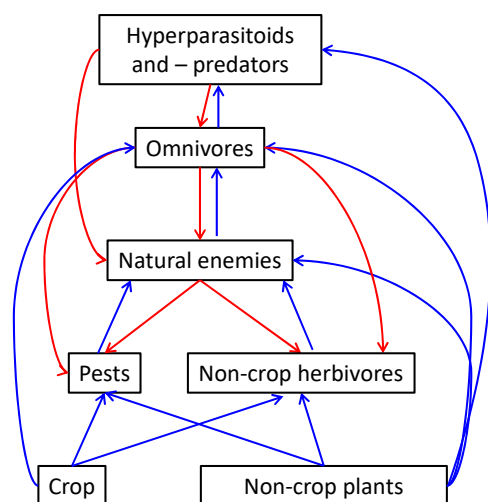 Hyperparasitoids
and – predators
Omnivores
Natural enemies
Pests
Non-crop herbivores
Crop
Non-crop plants